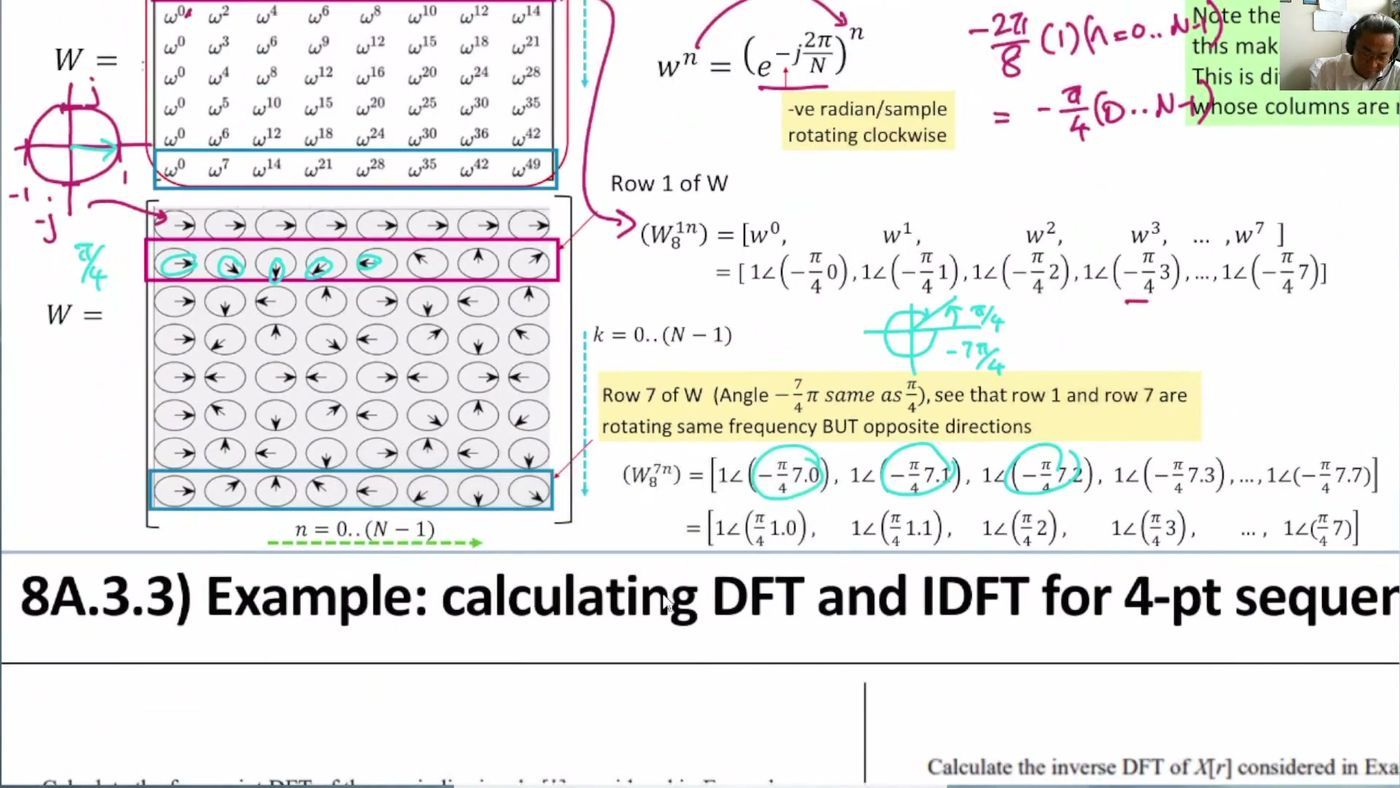 ω⁰ ω² ω⁴ ω⁶ ω⁸ ω¹⁰ ω¹² ω¹⁴
ω⁰ ω³ ω⁶ ω⁹ ω¹² ω¹⁵ ω¹⁸ ω²¹
W =
ω⁰ ω⁴ ω⁸ ω¹² ω¹⁶ ω²⁰ ω²⁴ ω²⁸
ω⁰ ω⁵ ω¹⁰ ω¹⁵ ω²⁰ ω²⁵ ω³⁰ ω³⁵
ω⁰ ω⁶ ω¹² ω¹⁸ ω²⁴ ω³⁰ ω³⁶ ω⁴²
ω⁰ ω⁷ ω¹⁴ ω²¹ ω²⁸ ω³⁵ ω⁴² ω⁴⁹
j
1
-1
-j
π/4
W =
n = 0..(N − 1)
wⁿ = (e^(−j2π/N))ⁿ
-ve radian/sample
rotating clockwise
-2π/8 (1)(n=0..N-1)
= -π/4 (0..N-1)
Note the
this mak
This is di
whose columns are
Row 1 of W
(W₈¹ⁿ) = [w⁰, w¹, w², w³, ... ,w⁷ ]
= [ 1∠(−π/4 0), 1∠(−π/4 1), 1∠(−π/4 2), 1∠(−π/4 3), ..., 1∠(−π/4 7)]
π/4
-7π/4
k = 0..(N − 1)
Row 7 of W (Angle −7/4 π same as π/4), see that row 1 and row 7 are
rotating same frequency BUT opposite directions
(W₈⁷ⁿ) = [1∠(−π/4 7.0), 1∠(−π/4 7.1), 1∠(−π/4 7.2), 1∠(−π/4 7.3), ..., 1∠(−π/4 7.7)]
= [1∠(π/4 1.0), 1∠(π/4 1.1), 1∠(π/4 2), 1∠(π/4 3), ... , 1∠(π/4 7)]
8A.3.3) Example: calculating DFT and IDFT for 4-pt sequen
Calculate the inverse DFT of X[r] considered in Exa